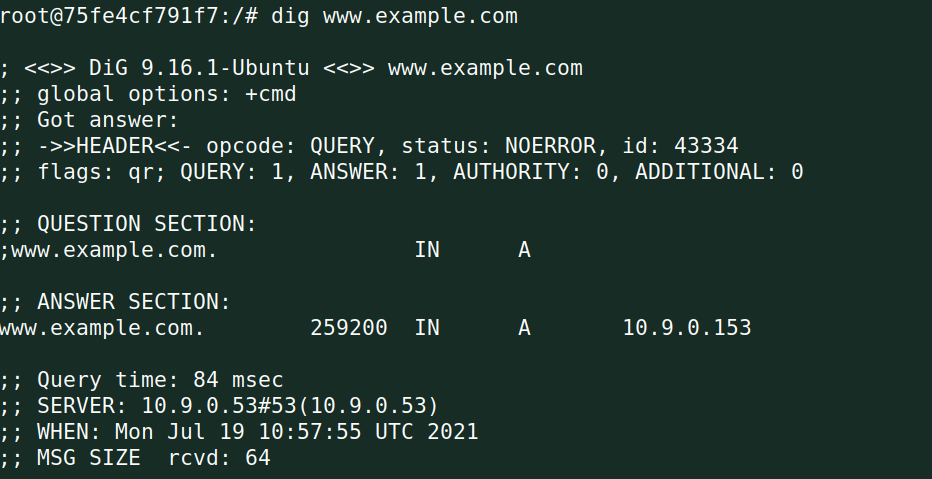 root@75fe4cf791f7:/# dig www.example.com
; <<>> DiG 9.16.1-Ubuntu <<>> www.example.com
;; global options: +cmd
;; Got answer:
;; ->>HEADER<<- opcode: QUERY, status: NOERROR, id: 43334
;; flags: qr; QUERY: 1, ANSWER: 1, AUTHORITY: 0, ADDITIONAL: 0
;; QUESTION SECTION:
;www.example.com. IN A
;; ANSWER SECTION:
www.example.com. 259200 IN A 10.9.0.153
;; Query time: 84 msec
;; SERVER: 10.9.0.53#53(10.9.0.53)
;; WHEN: Mon Jul 19 10:57:55 UTC 2021
;; MSG SIZE rcvd: 64